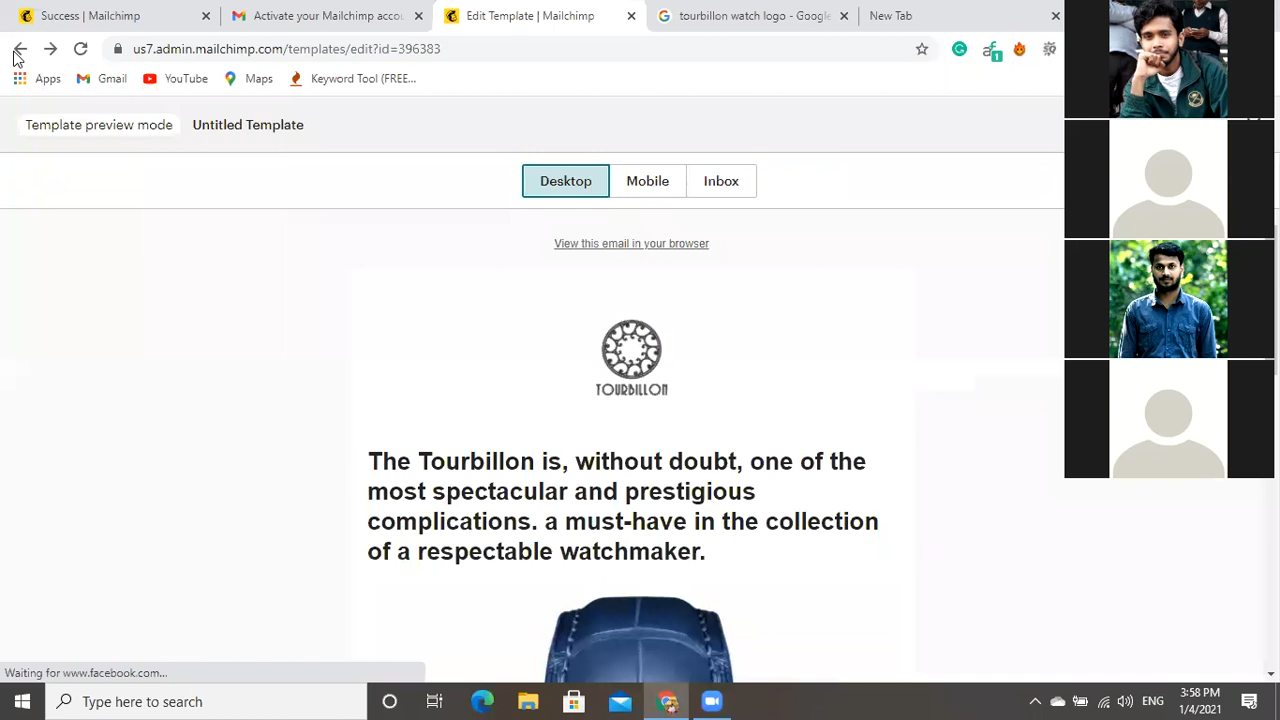 Success | Mailchimp
Activate your Mailchimp accou
Edit Template | Mailchimp
tourbillon watch logo - Google
New Tab
us7.admin.mailchimp.com/templates/edit?id=396383
1
Apps
Gmail
YouTube
Maps
Keyword Tool (FREE...
Template preview mode
Untitled Template
Desktop
Mobile
Inbox
View this email in your browser
TOURBILLON
The Tourbillon is, without doubt, one of the
most spectacular and prestigious
complications. a must-have in the collection
of a respectable watchmaker.
Waiting for www.facebook.com...
Type here to search
ENG
3:58 PM
1/4/2021